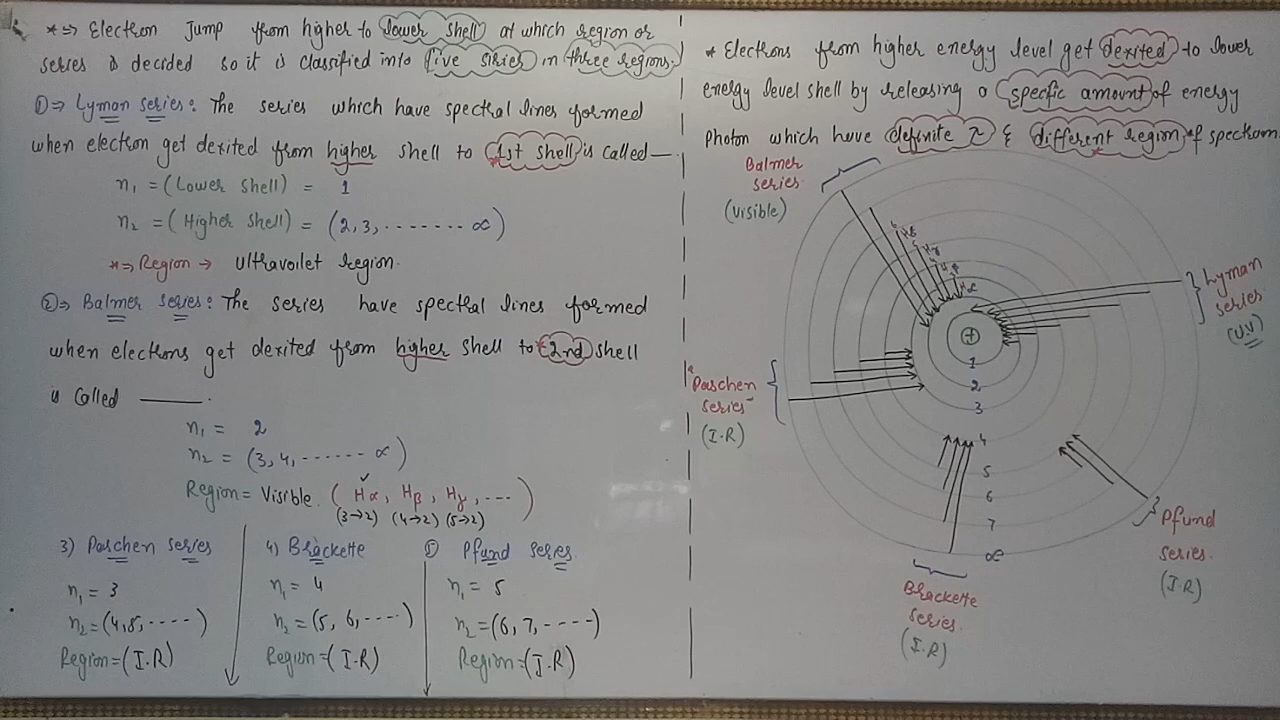 *⇒ Electron Jump from higher to lower shell at which region or
series is decided so it is classified into five siries in three regions.
1)⇒ Lyman series: The series which have spectral lines formed
when electron get dexited from higher shell to 1st shell is called —
n₁ = (Lower shell) = 1
n₂ = (Higher shell) = (2,3,....... ∞)
*⇒ Region → Ultravoilet region.
2)⇒ Balmer series: The series have specthal lines formed
when electrons get dexited from higher shell to 2nd shell
is called ——.
n₁ = 2
n₂ = (3,4,...... ∝)
Region = Visible. (Hα, Hβ, Hγ, ...)
(3→2) (4→2) (5→2)
3) Paschen series
n₁ = 3
n₂ = (4,5,....)
Region = (I.R)
4) Brackette
n₁ = 4
n₂ = (5, 6,....)
Region = (I.R)
5) Pfund series.
n₁ = 5
n₂ = (6, 7,....)
Region = (I.R)
* Electrons from higher energy level get dexited to lower
energy level shell by releasing a specfic amount of energy
photon which have definite λ & different region of spectrom
Balmer
series
(Visible)
Lyman
series
(U.V)
Paschen
series
(I.R)
Brackette
series.
(I.R)
Pfund
series.
(I.R)
+
1
2
3
4
5
6
7
∞
Hγ
Hβ
Hα